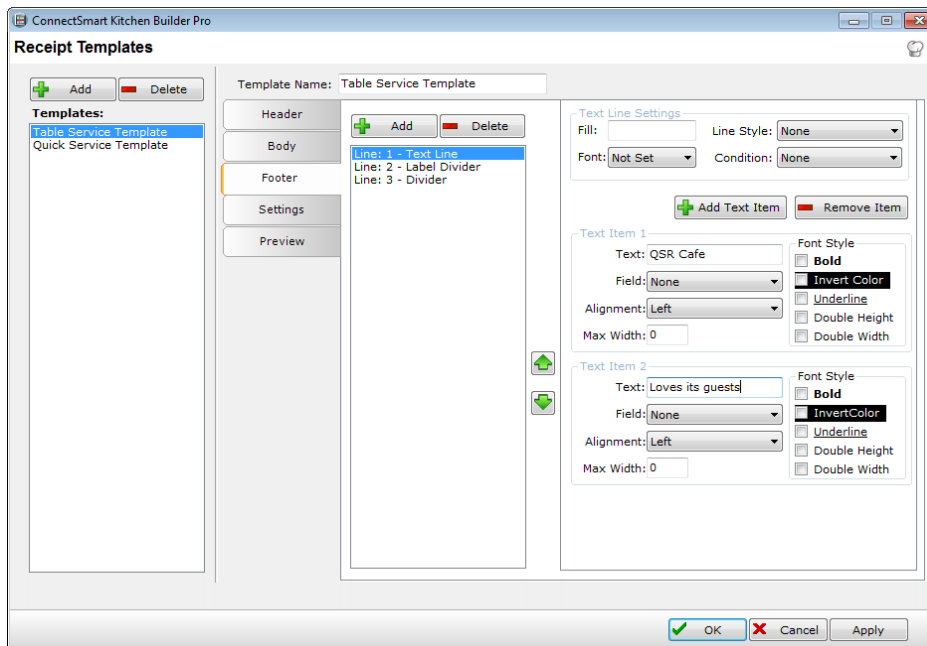 ConnectSmart Kitchen Builder Pro
Receipt Templates
Add Delete
Templates:
Table Service Template
Quick Service Template
Template Name: Table Service Template
Header
Body
Footer
Settings
Preview
Add Delete
Line: 1 - Text Line
Line: 2 - Label Divider
Line: 3 - Divider
Text Line Settings
Fill: Line Style: None
Font: Not Set Condition: None
Add Text Item Remove Item
Text Item 1
Text: QSR Cafe
Field: None
Alignment: Left
Max Width: 0
Font Style
Bold
Invert Color
Underline
Double Height
Double Width
Text Item 2
Text: Loves its guests
Field: None
Alignment: Left
Max Width: 0
Font Style
Bold
InvertColor
Underline
Double Height
Double Width
OK Cancel Apply